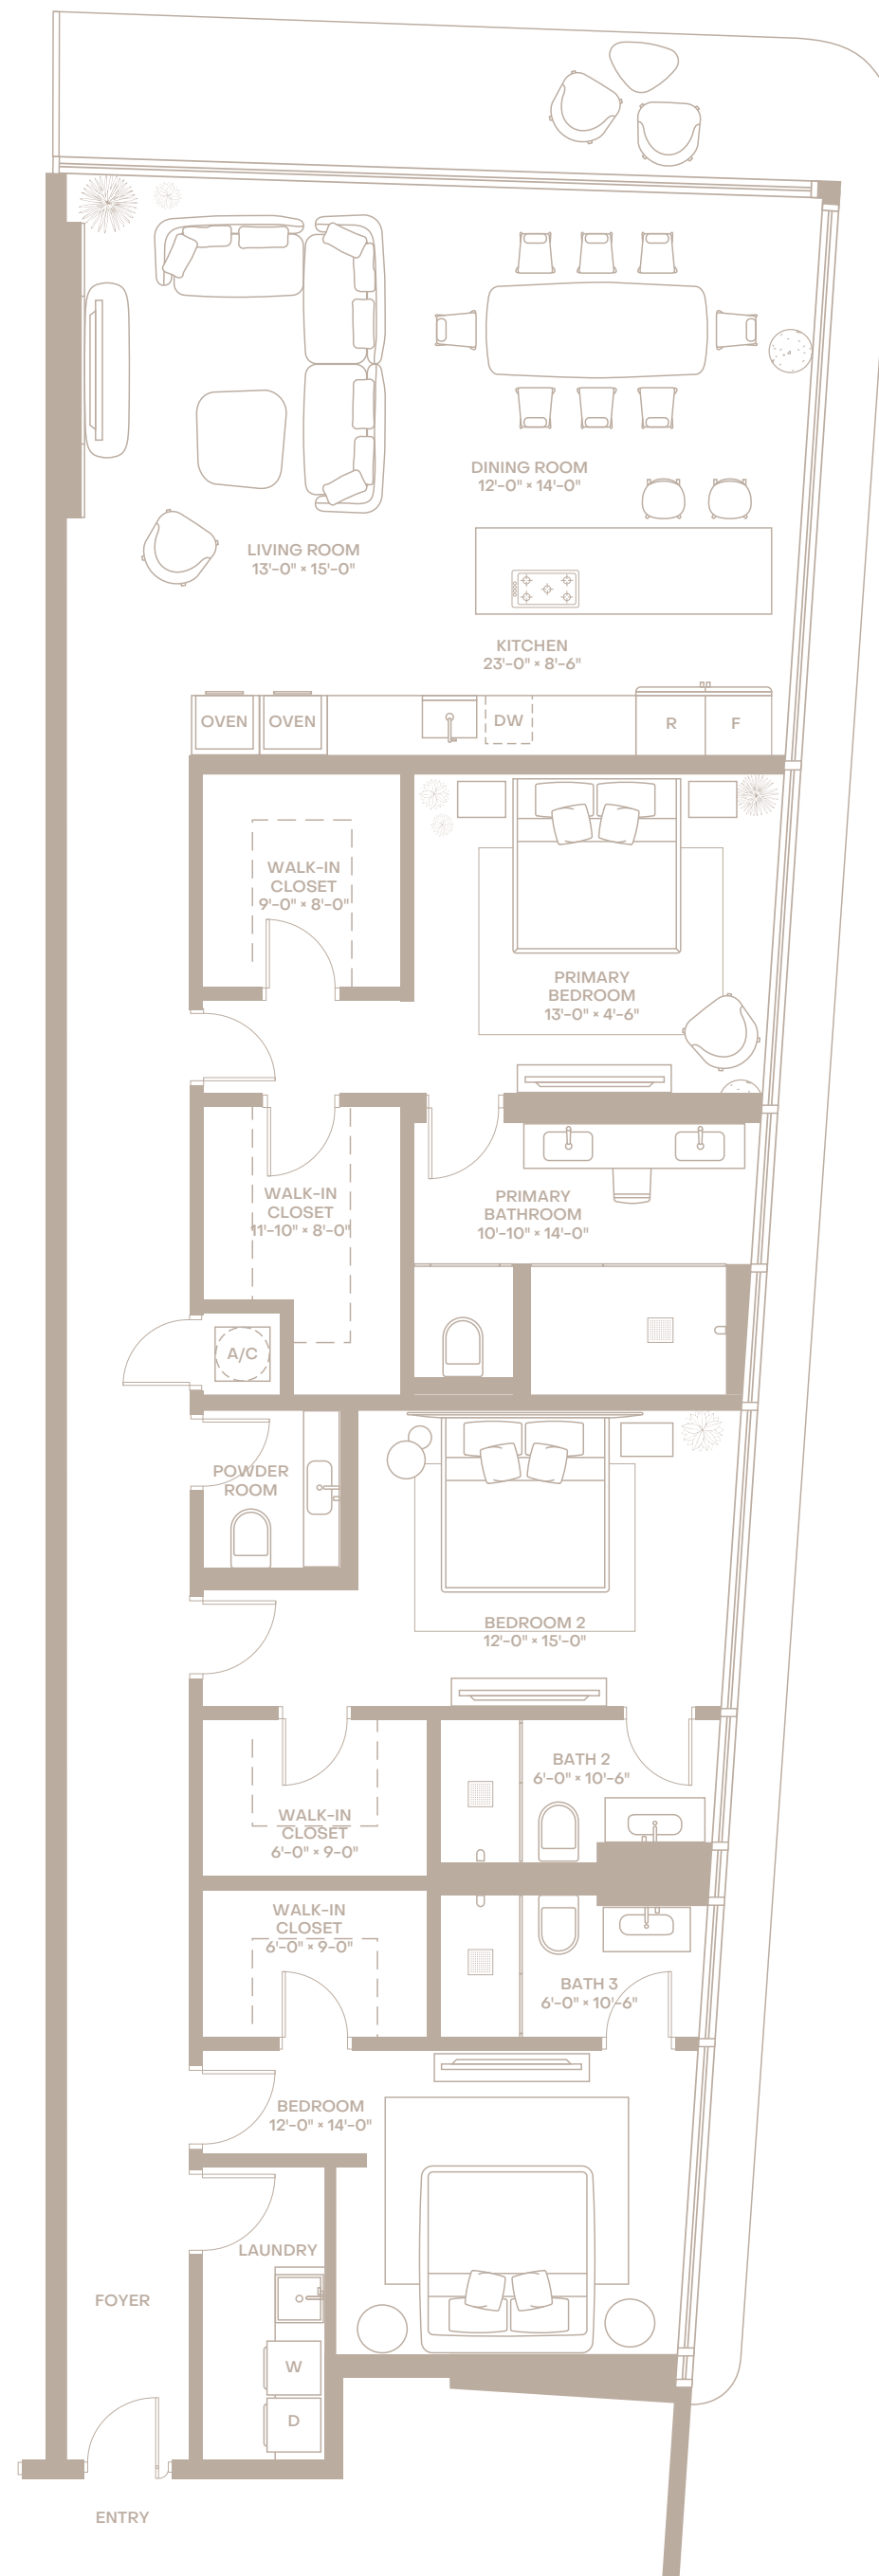 DINING ROOM
12'-0" × 14'-0"
LIVING ROOM
13'-0" × 15'-0"
KITCHEN
23'-0" × 8'-6"
OVEN
OVEN
DW
R
F
WALK-IN
CLOSET
9'-0" × 8'-0"
PRIMARY
BEDROOM
13'-0" × 4'-6"
WALK-IN
CLOSET
11'-10" × 8'-0"
PRIMARY
BATHROOM
10'-10" × 14'-0"
A/C
POWDER
ROOM
BEDROOM 2
12'-0" × 15'-0"
BATH 2
6'-0" × 10'-6"
WALK-IN
CLOSET
6'-0" × 9-0"
WALK-IN
CLOSET
6'-0" × 9-0"
BATH 3
6'-0" × 10'-6"
BEDROOM
12'-0" × 14'-0"
LAUNDRY
FOYER
W
D
ENTRY